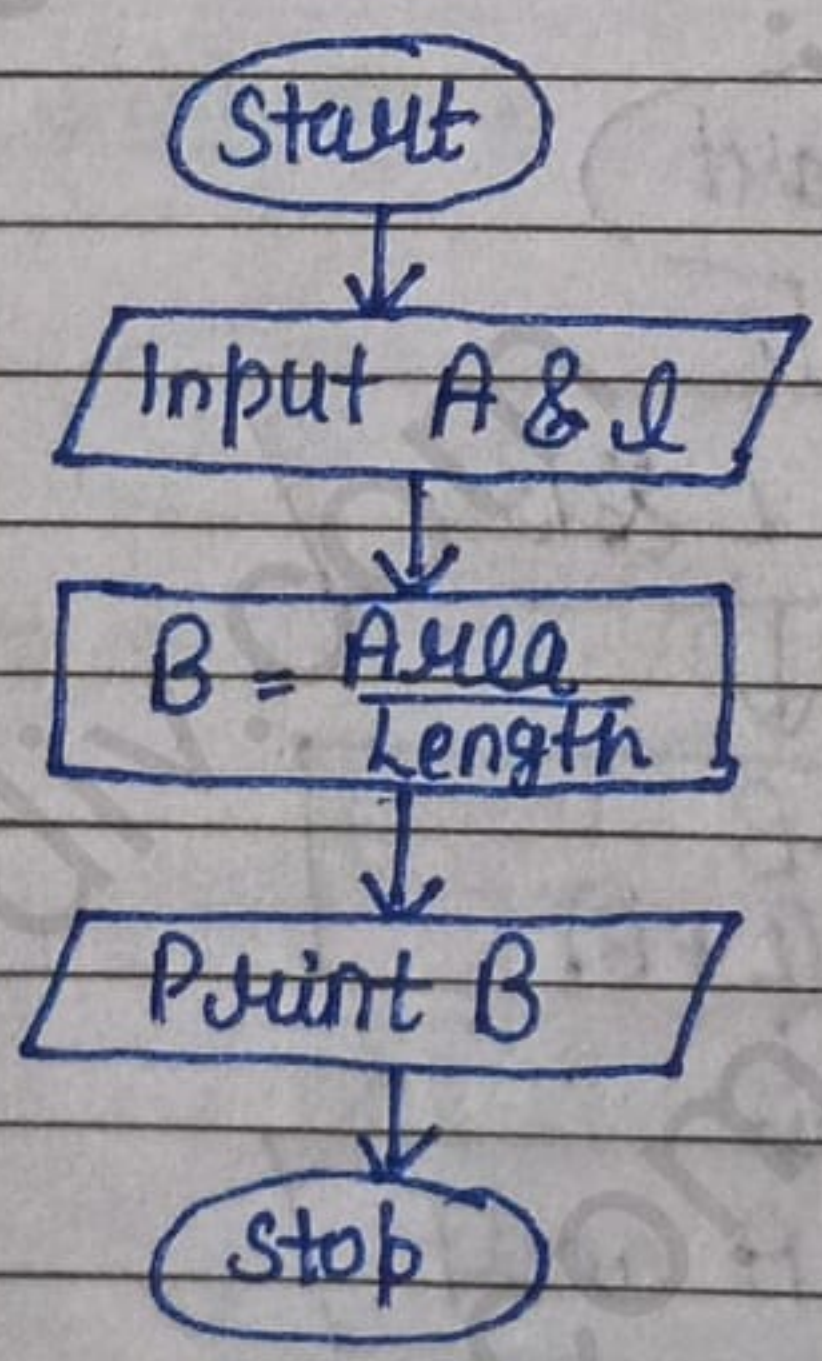 Start
Input A & l
B = Area
Length
Print B
Stop